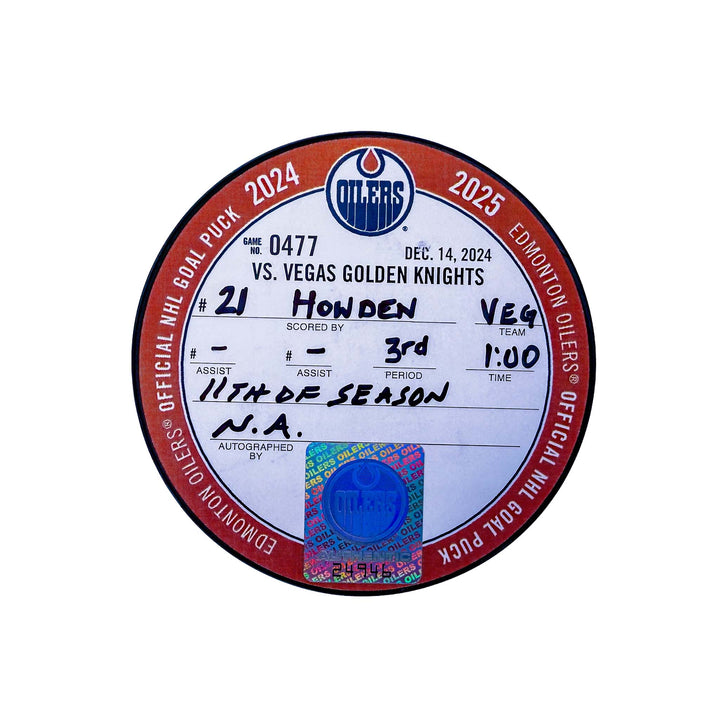 2024 2025
OILERS
EDMONTON OILERS® OFFICIAL NHL GOAL PUCK
EDMONTON OILERS® OFFICIAL NHL GOAL PUCK
GAME NO. 0477
DEC. 14, 2024
VS. VEGAS GOLDEN KNIGHTS
# 21 HOWDEN VEG
SCORED BY TEAM
# - # - 3rd 1:00
ASSIST ASSIST PERIOD TIME
11TH OF SEASON
N.A.
AUTOGRAPHED BY
OILERS
24946